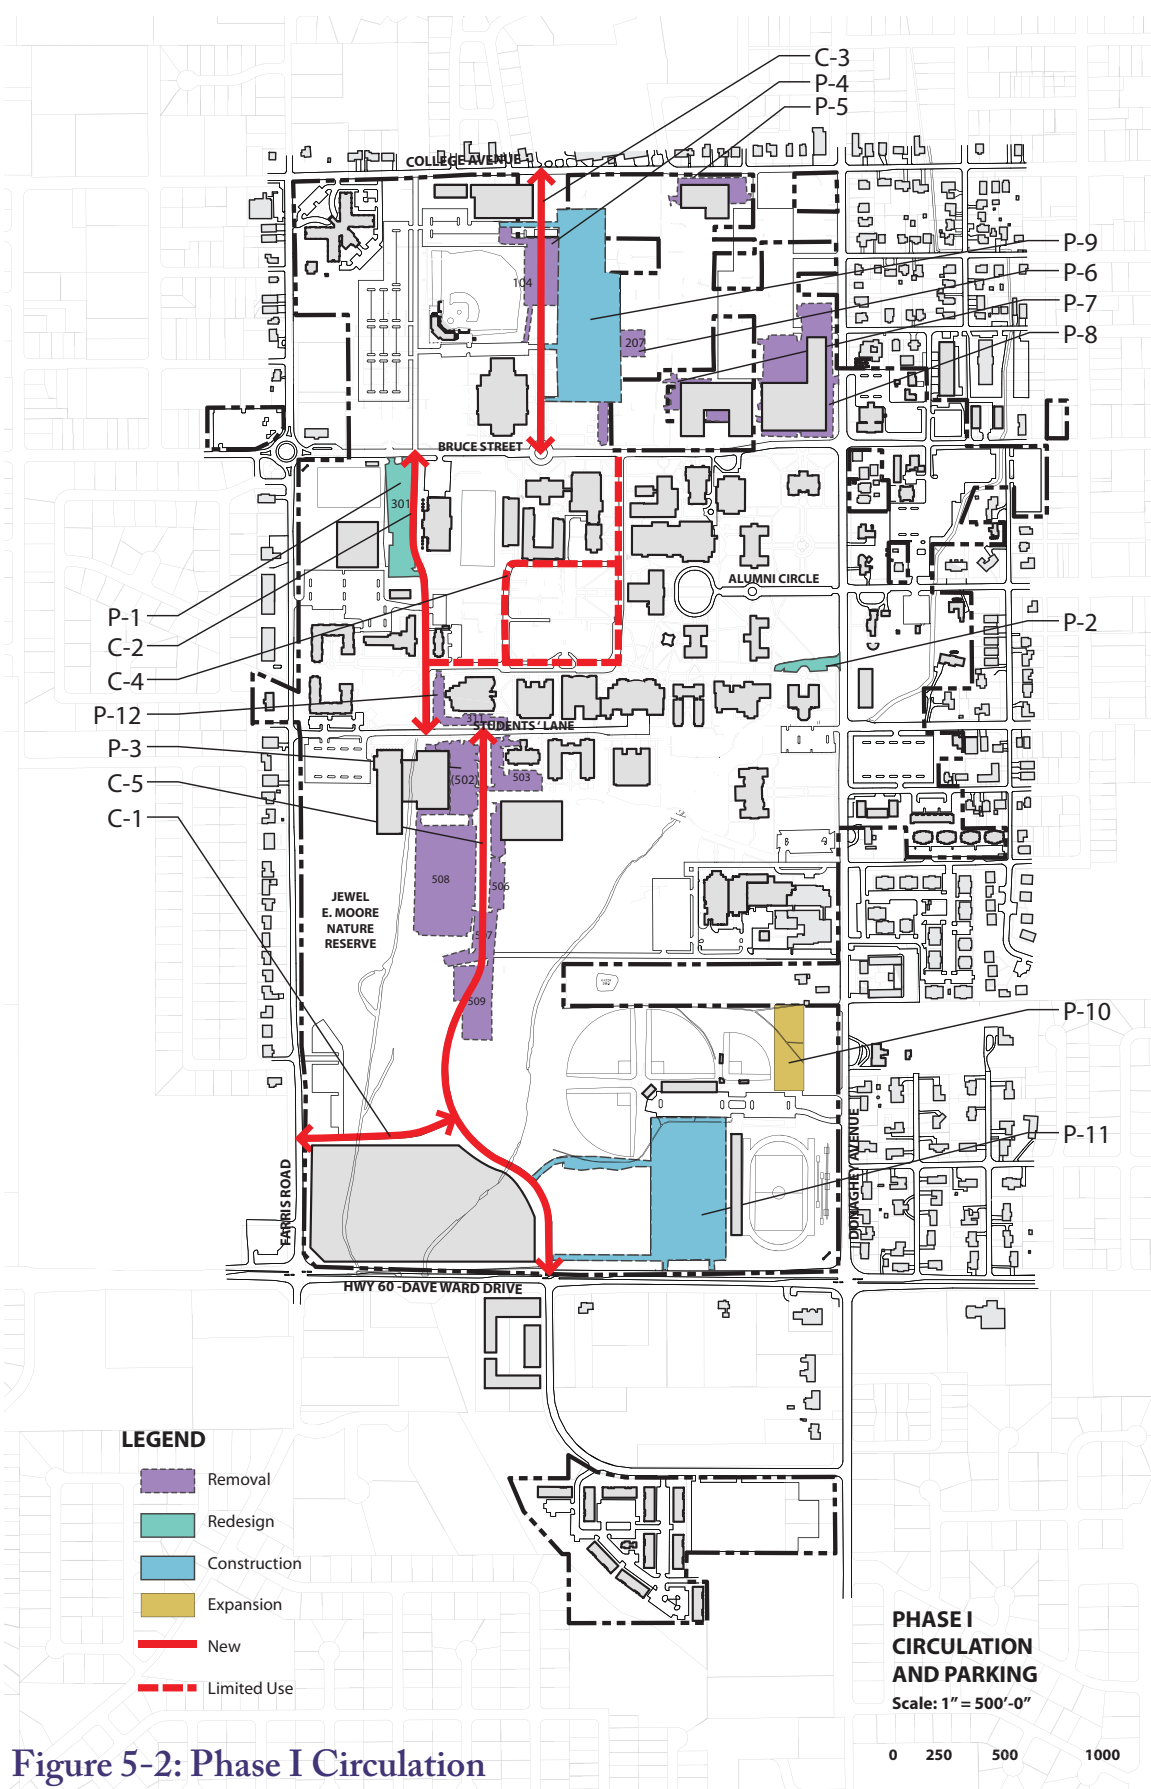 C-3
P-4
P-5
COLLEGE AVENUE
P-9
P-6
P-7
P-8
104
207
BRUCE STREET
301
ALUMNI CIRCLE
P-1
C-2
C-4
P-2
P-12
311
STUDENTS' LANE
P-3
C-5
C-1
(502)
503
508
506
507
JEWEL
E. MOORE
NATURE
RESERVE
509
P-10
P-11
FARRIS ROAD
DONAGHEY AVENUE
HWY 60 -DAVE WARD DRIVE
LEGEND
Removal
Redesign
Construction
Expansion
New
Limited Use
PHASE I
CIRCULATION
AND PARKING
Scale: 1" = 500'-0"
0 250 500 1000
Figure 5-2: Phase I Circulation